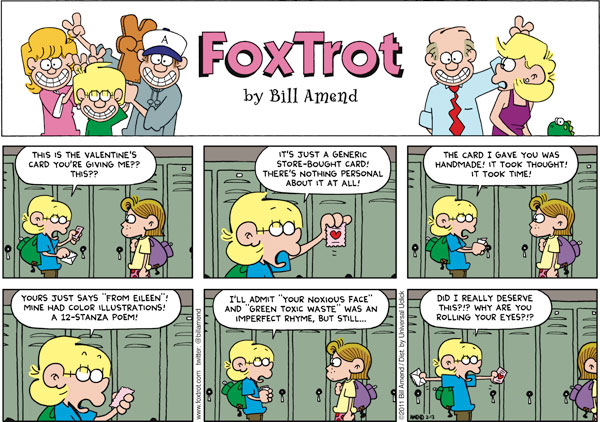 A
FoxTrot
by Bill Amend
THIS IS THE VALENTINE'S
CARD YOU'RE GIVING ME??
THIS??
IT'S JUST A GENERIC
STORE-BOUGHT CARD!
THERE'S NOTHING PERSONAL
ABOUT IT AT ALL!
THE CARD I GAVE YOU WAS
HANDMADE! IT TOOK THOUGHT!
IT TOOK TIME!
YOURS JUST SAYS "FROM EILEEN"!
MINE HAD COLOR ILLUSTRATIONS!
A 12-STANZA POEM!
www.foxtrot.com twitter: @billamend
I'LL ADMIT "YOUR NOXIOUS FACE"
AND "GREEN TOXIC WASTE" WAS AN
IMPERFECT RHYME, BUT STILL...
©2011 Bill Amend / Dist. by Universal Uclick
DID I REALLY DESERVE
THIS?!? WHY ARE YOU
ROLLING YOUR EYES?!?
AMEND 2-13